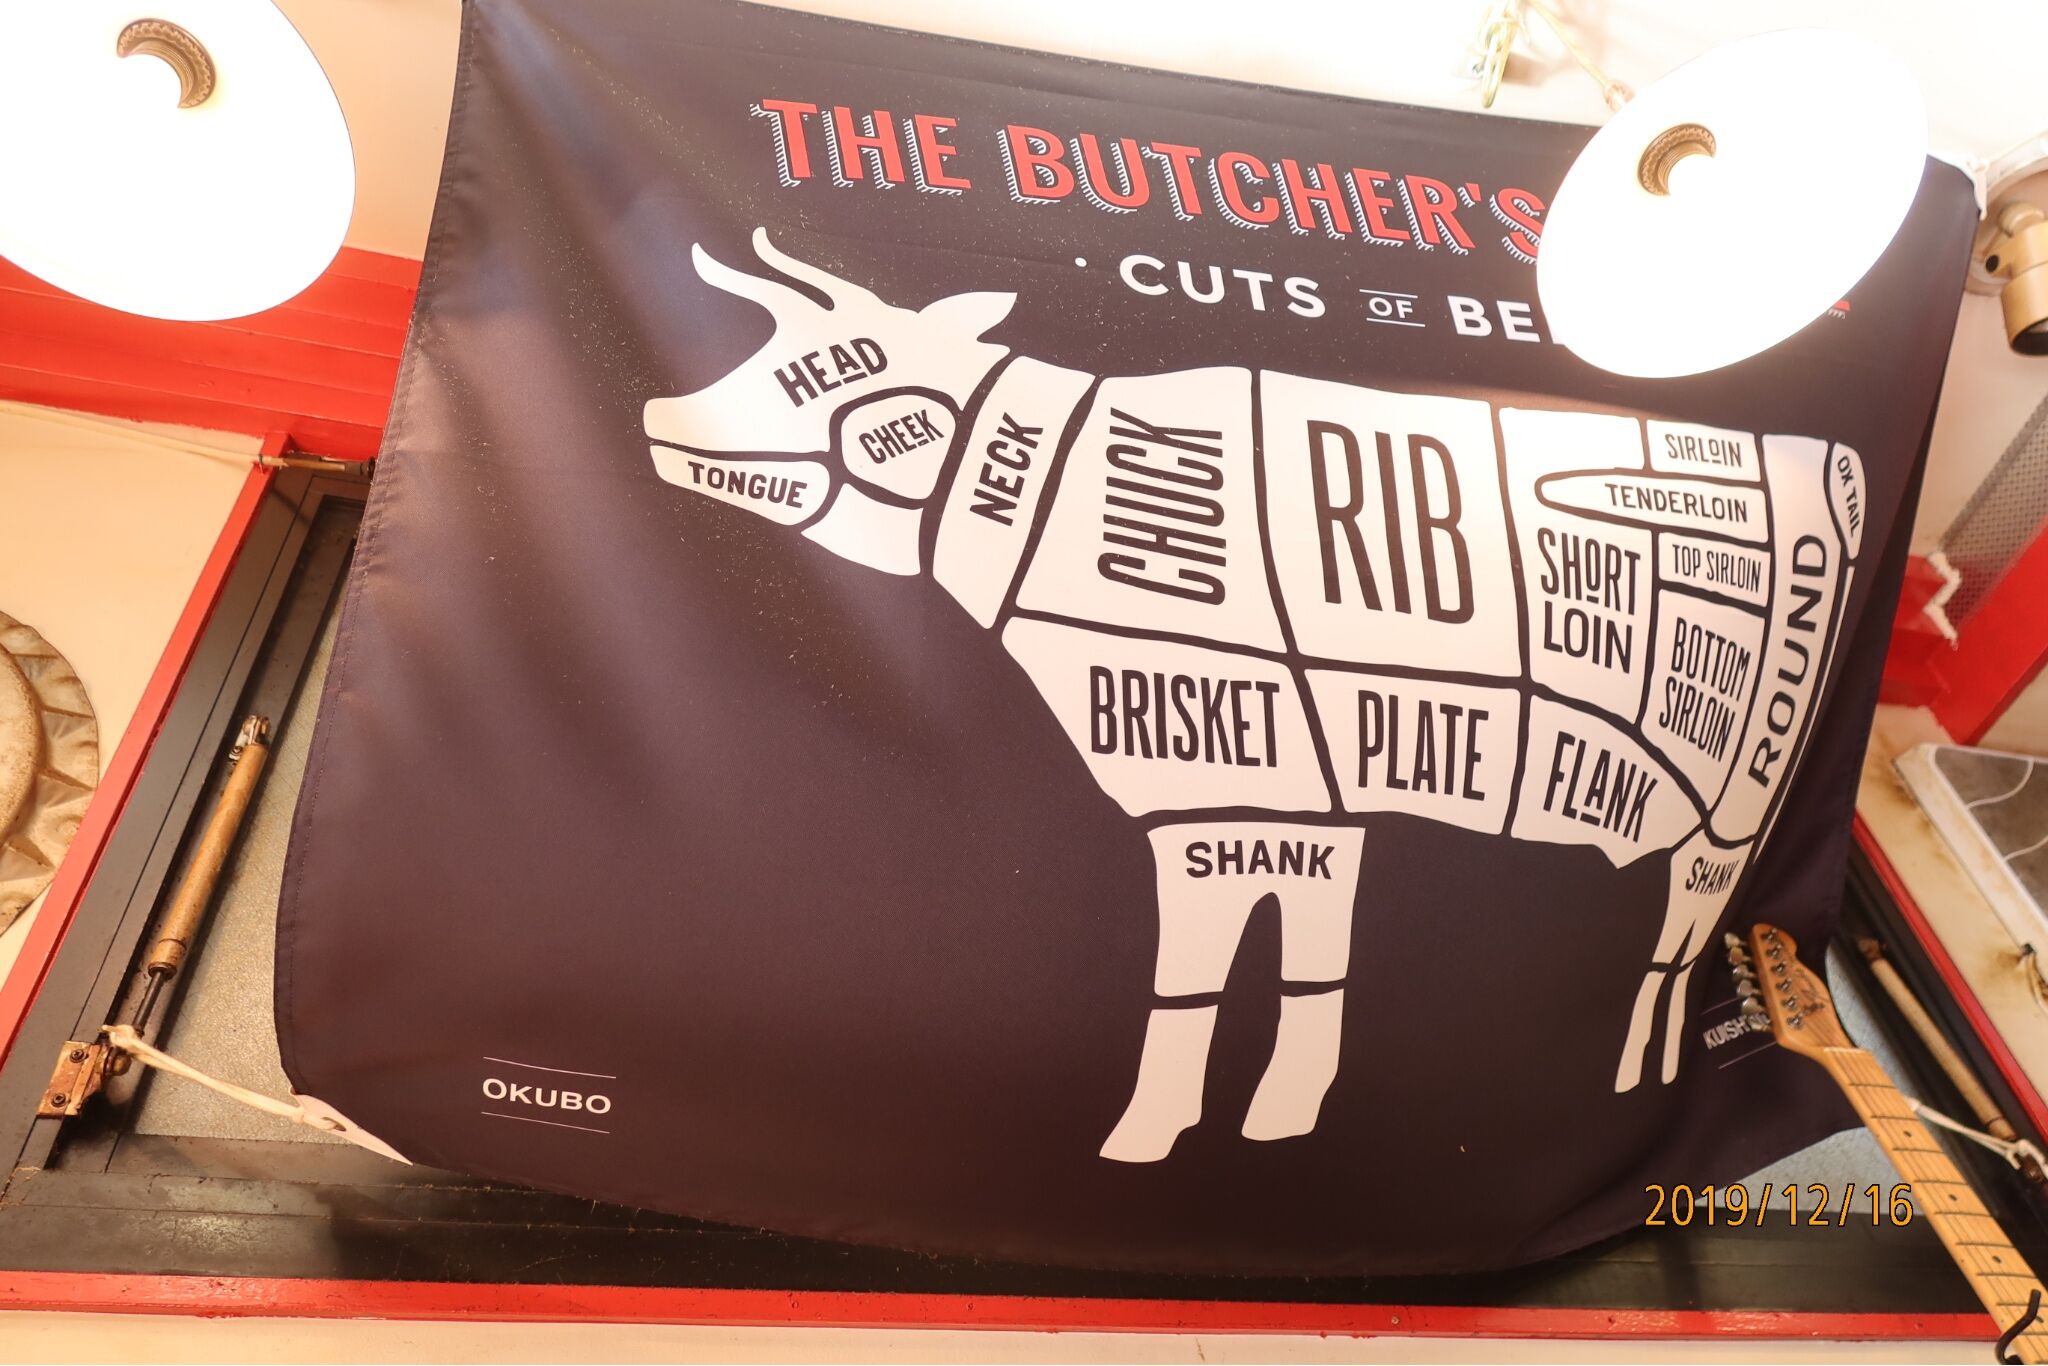 THE BUTCHER'S
· CUTS OF
HEAD
CHEEK
TONGUE
NECK
CHUCK
RIB
SIRLOIN
TENDERLOIN
SHORT
LOIN
TOP SIRLOIN
BOTTOM
SIRLOIN
ROUND
OX TAIL
BRISKET
PLATE
FLANK
SHANK
SHANK
OKUBO
2019/12/16